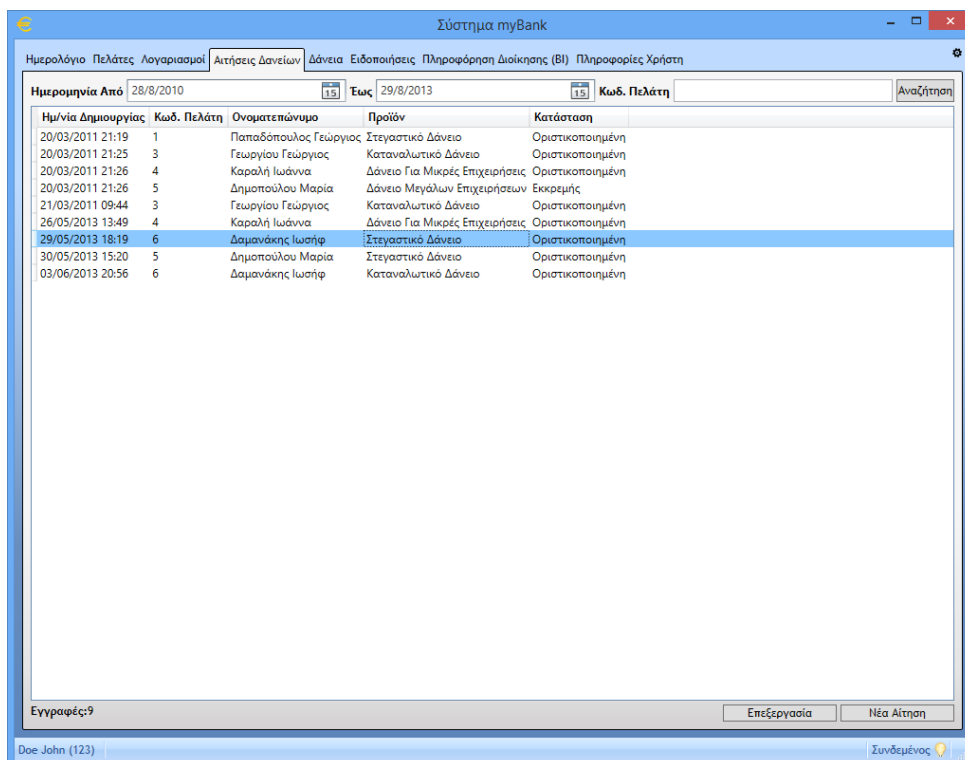 Σύστημα myBank
Ημερολόγιο Πελάτες Λογαριασμοί Αιτήσεις Δανείων Δάνεια Ειδοποιήσεις Πληροφόρηση Διοίκησης (BI) Πληροφορίες Χρήστη
Ημερομηνία Από 28/8/2010 15 Έως 29/8/2013 15 Κωδ. Πελάτη Αναζήτηση
Ημ/νία Δημιουργίας Κωδ. Πελάτη Ονοματεπώνυμο Προϊόν Κατάσταση
20/03/2011 21:19 1 Παπαδόπουλος Γεώργιος Στεγαστικό Δάνειο Οριστικοποιημένη
20/03/2011 21:25 3 Γεωργίου Γεώργιος Καταναλωτικό Δάνειο Οριστικοποιημένη
20/03/2011 21:26 4 Καραλή Ιωάννα Δάνειο Για Μικρές Επιχειρήσεις Οριστικοποιημένη
20/03/2011 21:26 5 Δημοπούλου Μαρία Δάνειο Μεγάλων Επιχειρήσεων Εκκρεμής
21/03/2011 09:44 3 Γεωργίου Γεώργιος Καταναλωτικό Δάνειο Οριστικοποιημένη
26/05/2013 13:49 4 Καραλή Ιωάννα Δάνειο Για Μικρές Επιχειρήσεις Οριστικοποιημένη
29/05/2013 18:19 6 Δαμανάκης Ιωσήφ Στεγαστικό Δάνειο Οριστικοποιημένη
30/05/2013 15:20 5 Δημοπούλου Μαρία Στεγαστικό Δάνειο Οριστικοποιημένη
03/06/2013 20:56 6 Δαμανάκης Ιωσήφ Καταναλωτικό Δάνειο Οριστικοποιημένη
Εγγραφές:9 Επεξεργασία Νέα Αίτηση
Doe John (123) Συνδεμένος